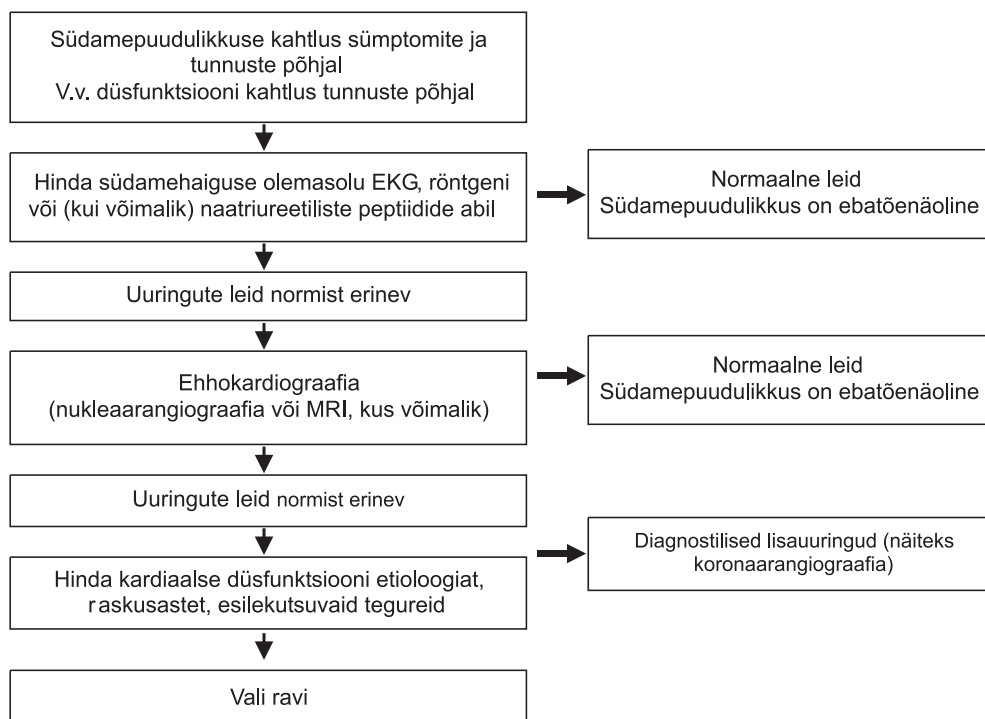 Südamepuudulikkuse kahtlus sümptomite ja
tunnuste põhjal
V.v. düsfunktsiooni kahtlus tunnuste põhjal
Hinda südamehaiguse olemasolu EKG, röntgeni
või (kui võimalik) naatriureetiliste peptiidide abil
Normaalne leid
Südamepuudulikkus on ebatõenäoline
Uuringute leid normist erinev
Ehhokardiograafia
(nukleaarangiograafia või MRI, kus võimalik)
Normaalne leid
Südamepuudulikkus on ebatõenäoline
Uuringute leid normist erinev
Diagnostilised lisauuringud (näiteks
koronaarangiograafia)
Hinda kardiaalse düsfunktsiooni etioloogiat,
raskusastet, esilekutsuvaid tegureid
Vali ravi